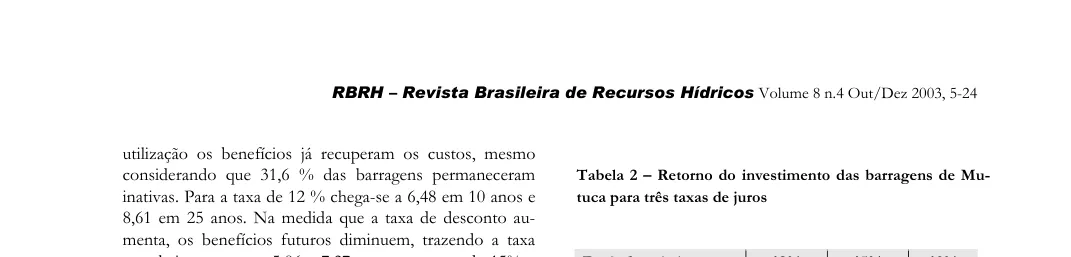 RBRH – Revista Brasileira de Recursos Hídricos Volume 8 n.4 Out/Dez 2003, 5-24
utilização os benefícios já recuperam os custos, mesmo
considerando que 31,6 % das barragens permaneceram
inativas. Para a taxa de 12 % chega-se a 6,48 em 10 anos e
8,61 em 25 anos. Na medida que a taxa de desconto au-
menta, os benefícios futuros diminuem, trazendo a taxa
Tabela 2 – Retorno do investimento das barragens de Mu-
tuca para três taxas de juros